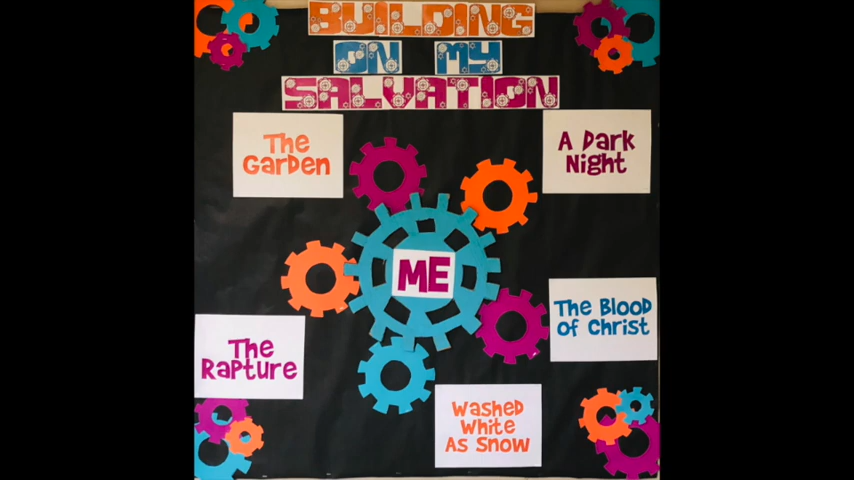 BUILDING
ON MY
SALVATION
The
Garden
A Dark
Night
ME
The Blood
of Christ
The
Rapture
Washed
White
As Snow